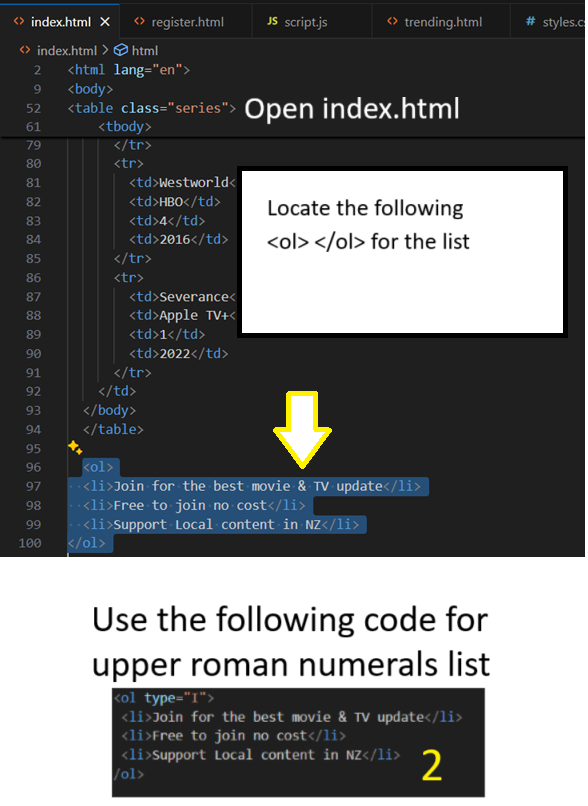 index.html register.html JS script.js trending.html # styles.cs
index.html > html
2 <html lang="en">
9 <body>
52 <table class="series">
Open index.html
61 <tbody>
79 </tr>
80 <tr>
81 <td>Westworld<
82 <td>HBO</td>
83 <td>4</td>
84 <td>2016</td>
85 </tr>
86 <tr>
87 <td>Severance<
88 <td>Apple TV+<
89 <td>1</td>
90 <td>2022</td>
91 </tr>
92 </td>
93 </body>
94 </table>
95
Locate the following
<ol> </ol> for the list
96 <ol>
97 <li>Join for the best movie & TV update</li>
98 <li>Free to join no cost</li>
99 <li>Support Local content in NZ</li>
100 </ol>
Use the following code for
upper roman numerals list
<ol type="I">
<li>Join for the best movie & TV update</li>
<li>Free to join no cost</li>
<li>Support Local content in NZ</li>
/ol>
2